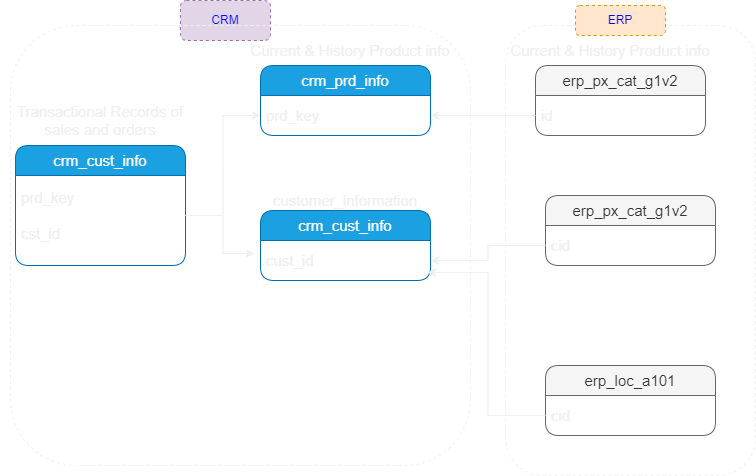 CRM
ERP
Current & History Product info
Current & History Product info
crm_prd_info
prd_key
erp_px_cat_g1v2
id
Transactional Records of
sales and orders
crm_cust_info
prd_key
cst_id
customer_information
crm_cust_info
cust_id
erp_px_cat_g1v2
cid
erp_loc_a101
cid